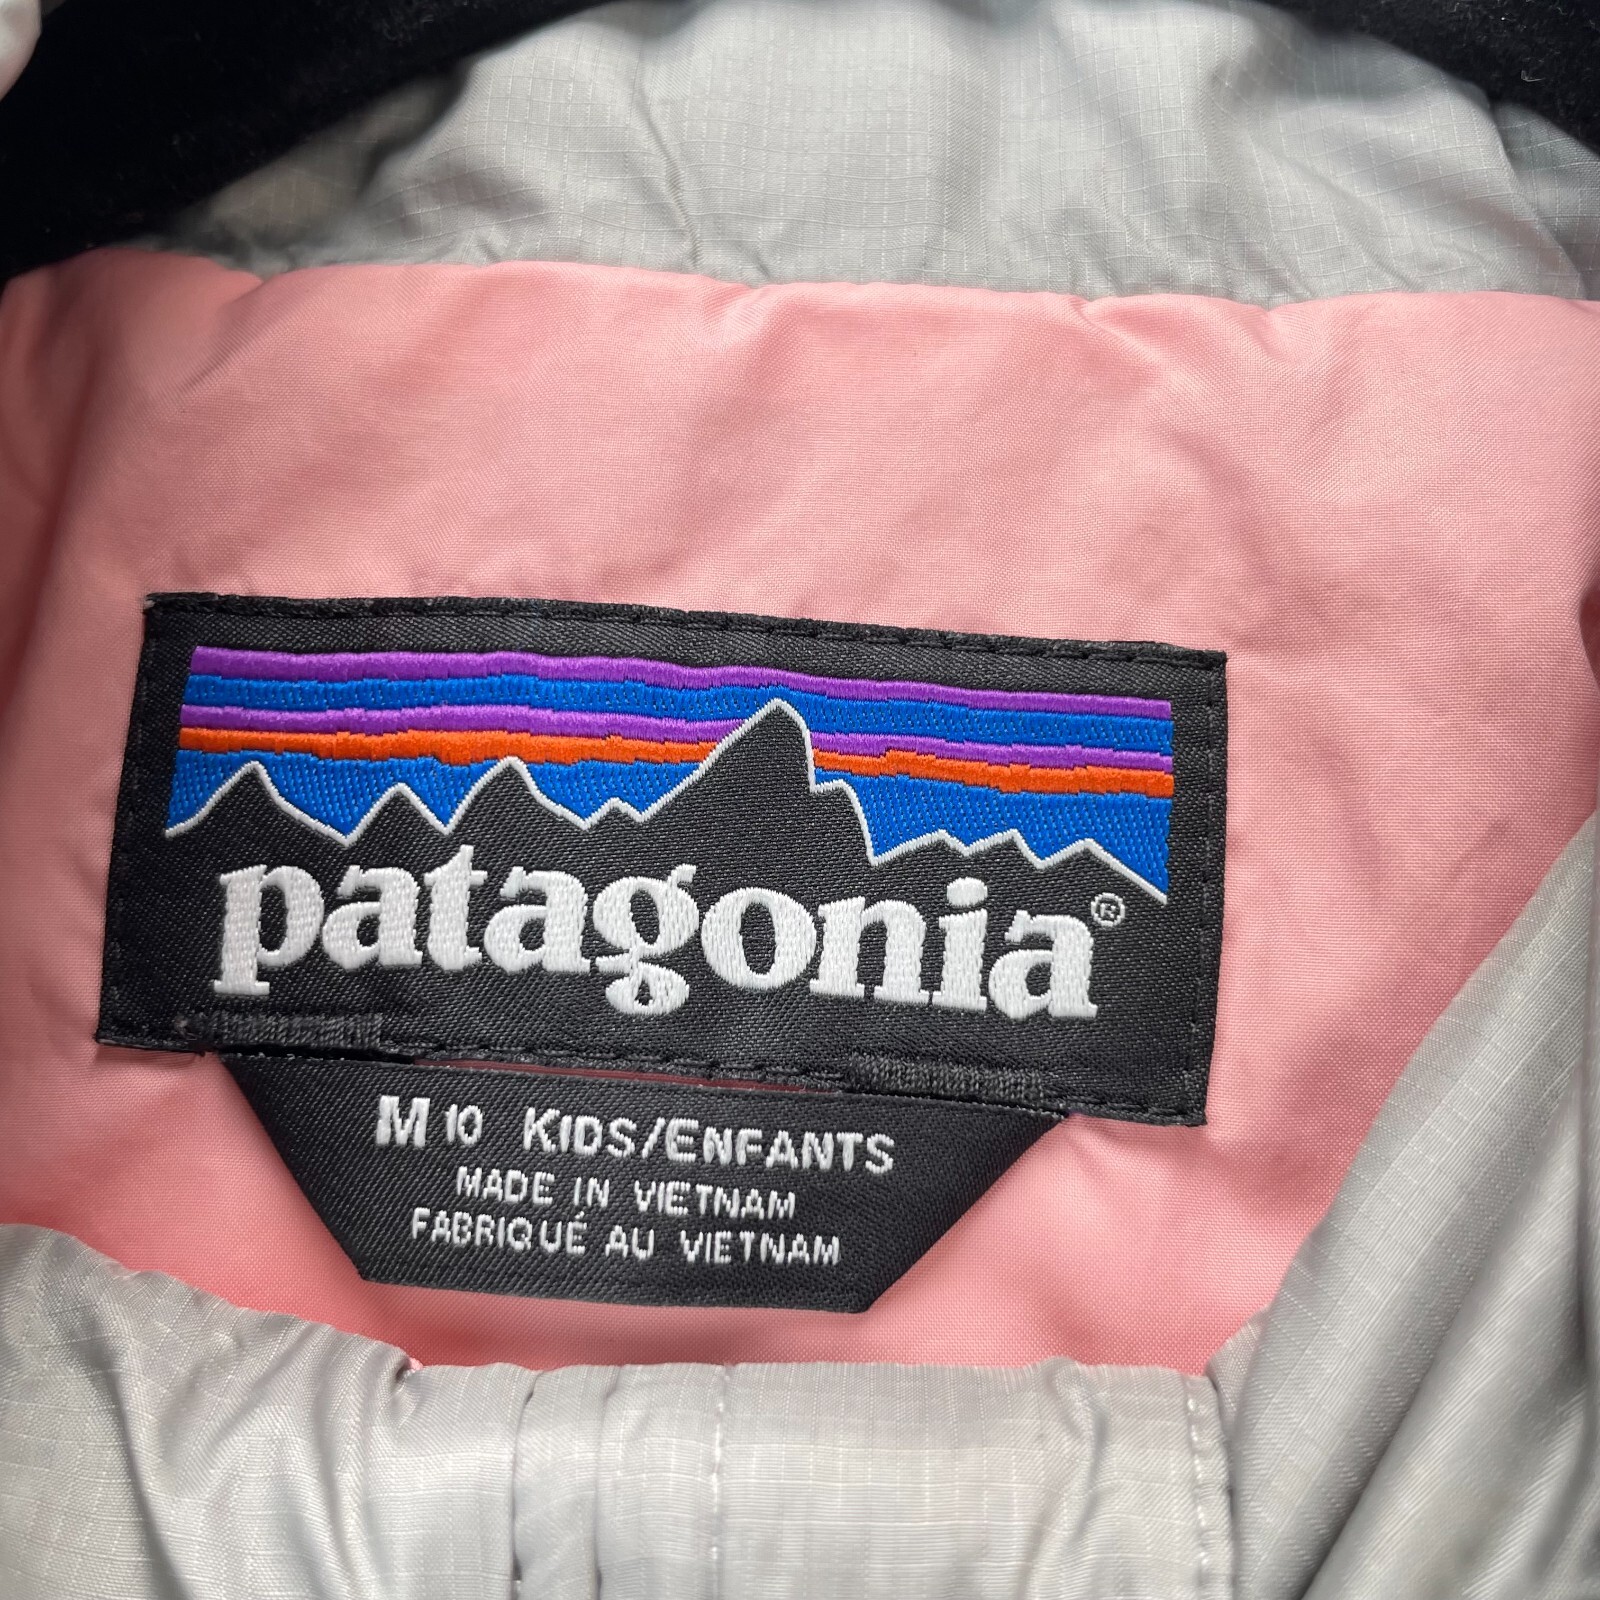 patagonia®
M 10 KIDS/ENFANTS
MADE IN VIETNAM
FABRIQUÉ AU VIETNAM